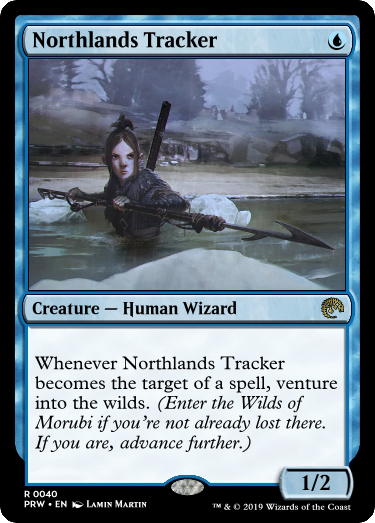 Northlands Tracker
Creature — Human Wizard
Whenever Northlands Tracker
becomes the target of a spell, venture
into the wilds. (Enter the Wilds of
Morubi if you're not already lost there.
If you are, advance further.)
1/2
R 0040
PRW • EN Lamin Martin
™ & © 2019 Wizards of the Coast